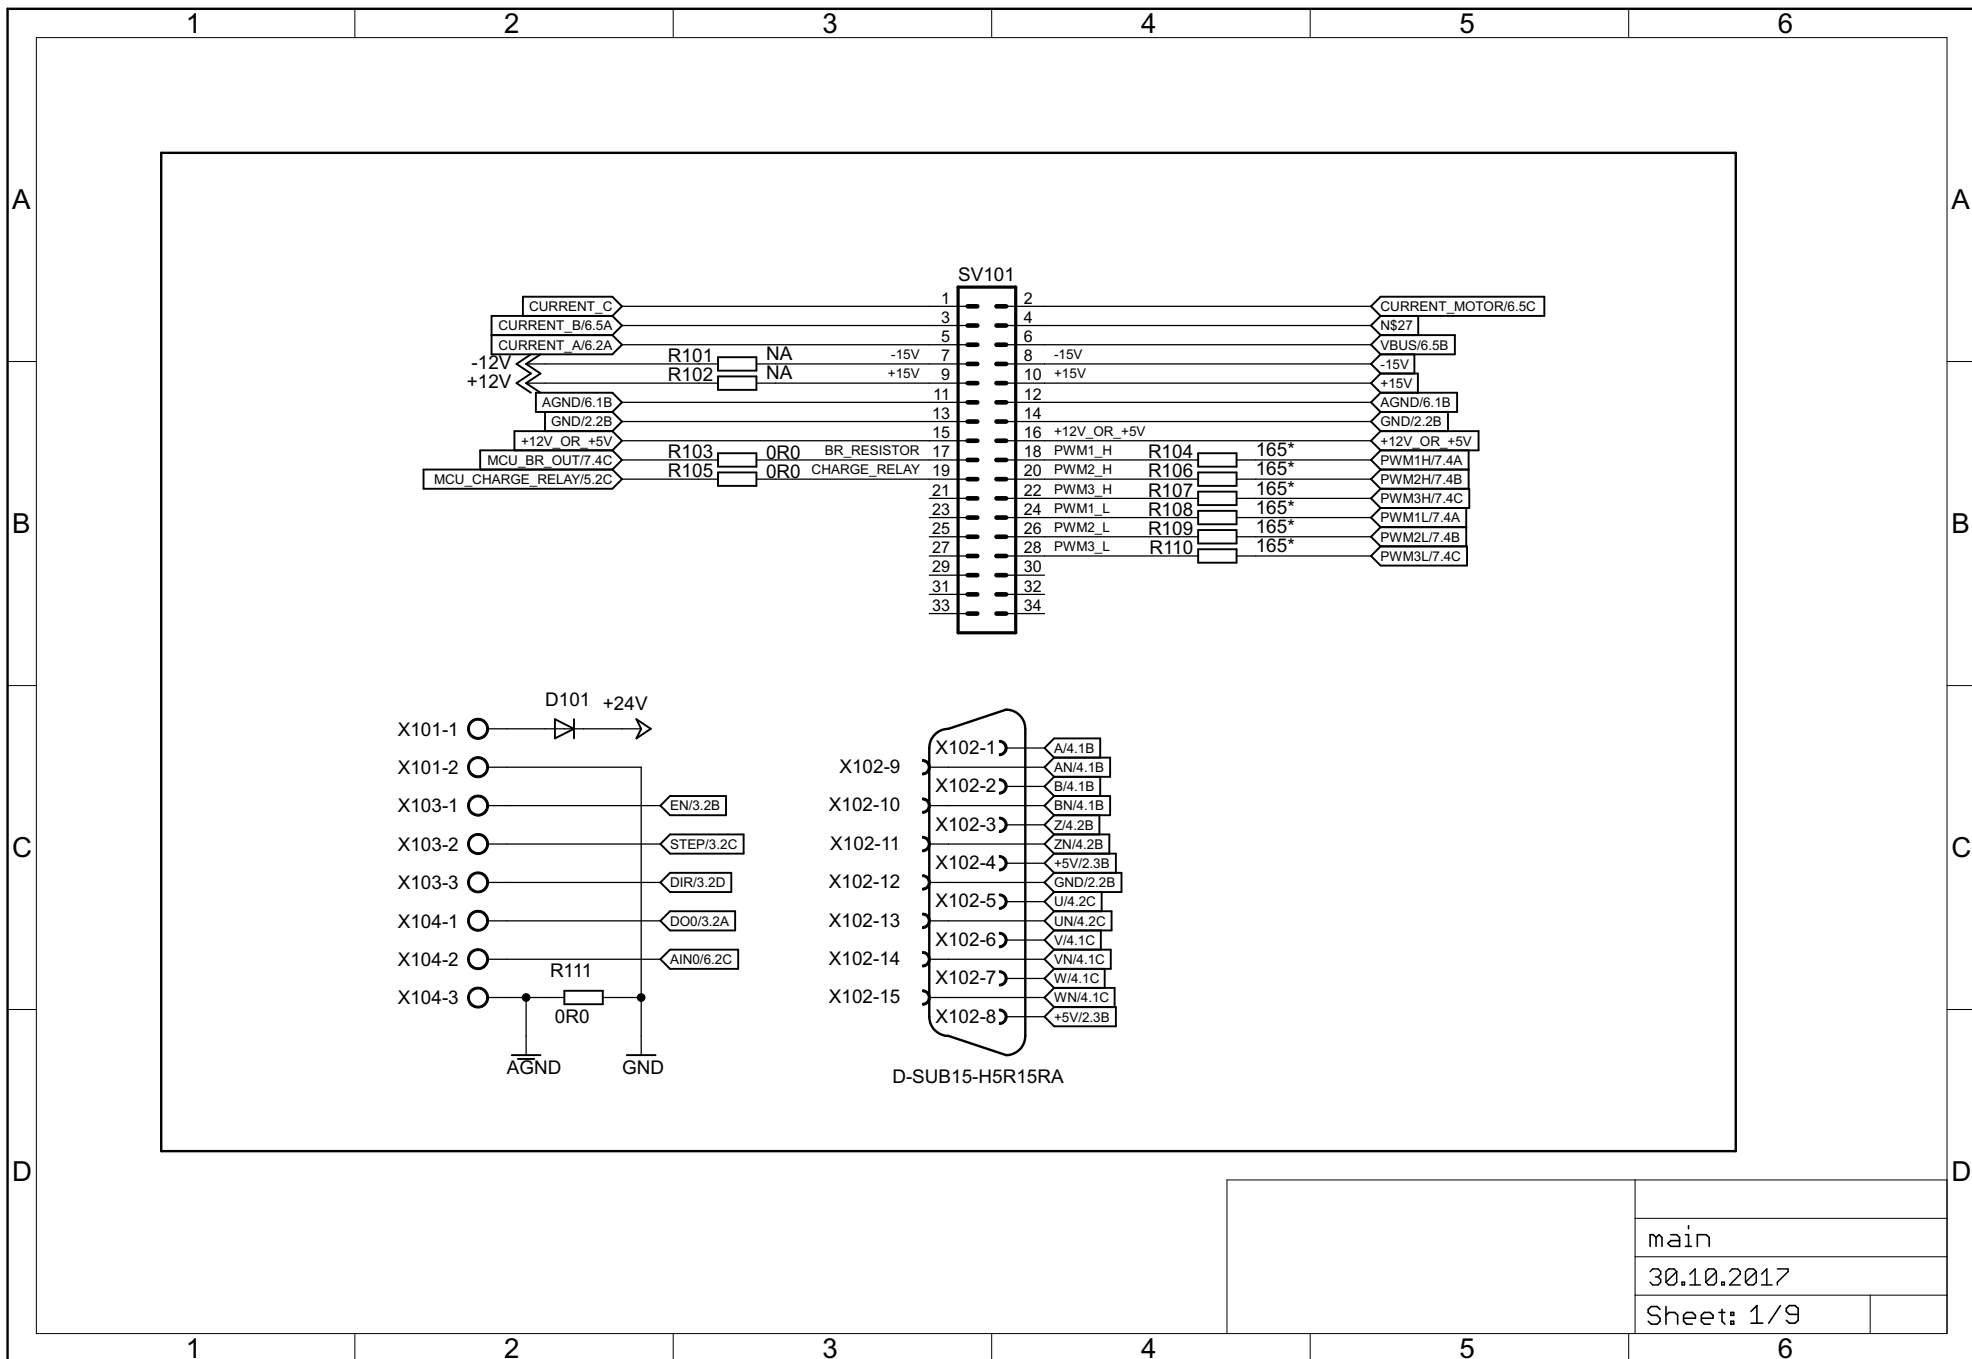 1 2 3 4 5 6
A A
SV101
CURRENT_C 1 2 CURRENT_MOTOR/6.5C
CURRENT_B/6.5A 3 4 N$27
CURRENT_A/6.2A 5 6 VBUS/6.5B
-12V R101 NA -15V 7 8 -15V -15V
+12V R102 NA +15V 9 10 +15V +15V
AGND/6.1B 11 12 AGND/6.1B
GND/2.2B 13 14 GND/2.2B
+12V_OR_+5V 15 16 +12V_OR_+5V +12V_OR_+5V
MCU_BR_OUT/7.4C R103 0R0 BR_RESISTOR 17 18 PWM1_H R104 165* PWM1H/7.4A
MCU_CHARGE_RELAY/5.2C R105 0R0 CHARGE_RELAY 19 20 PWM2_H R106 165* PWM2H/7.4B
21 22 PWM3_H R107 165* PWM3H/7.4C
23 24 PWM1_L R108 165* PWM1L/7.4A
B B
25 26 PWM2_L R109 165* PWM2L/7.4B
27 28 PWM3_L R110 165* PWM3L/7.4C
29 30
31 32
33 34
D101 +24V
X101-1
X101-2
X103-1 EN/3.2B
X103-2 STEP/3.2C
X103-3 DIR/3.2D
X104-1 DO0/3.2A
X104-2 AIN0/6.2C
R111
X104-3
0R0
AGND GND
X102-1 A/4.1B
X102-9 AN/4.1B
X102-2 B/4.1B
X102-10 BN/4.1B
X102-3 Z/4.2B
X102-11 ZN/4.2B
X102-4 +5V/2.3B
X102-12 GND/2.2B
X102-5 U/4.2C
X102-13 UN/4.2C
X102-6 V/4.1C
X102-14 VN/4.1C
X102-7 W/4.1C
X102-15 WN/4.1C
X102-8 +5V/2.3B
D-SUB15-H5R15RA
C C
D D
main
30.10.2017
Sheet: 1/9
1 2 3 4 5 6